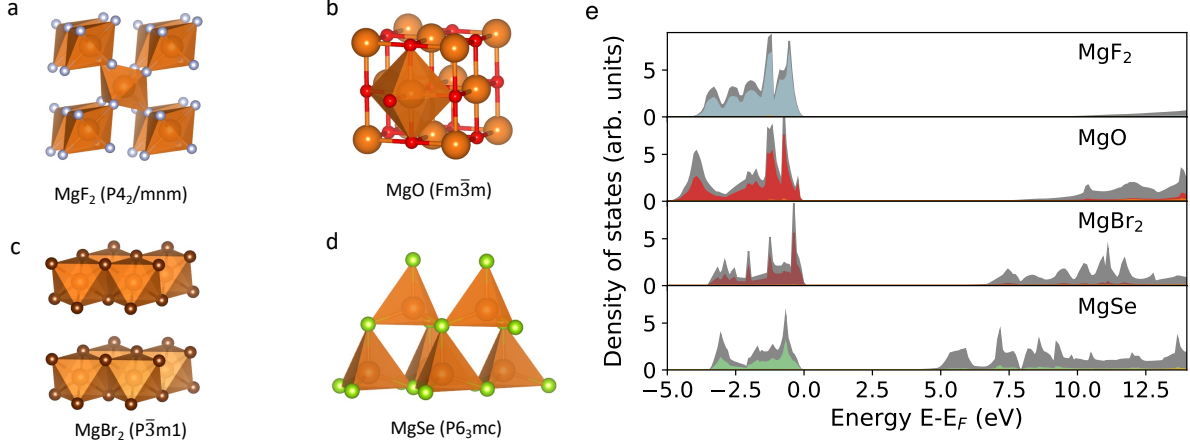 a
MgF₂ (P4₂/mnm)
b
MgO (Fm3̅m)
c
MgBr₂ (P3̅m1)
d
MgSe (P6₃mc)
e
Density of states (arb. units)
MgF₂
5
0
MgO
5
0
MgBr₂
5
0
MgSe
5
0
−5.0 −2.5 0.0 2.5 5.0 7.5 10.0 12.5
Energy E-E_F (eV)